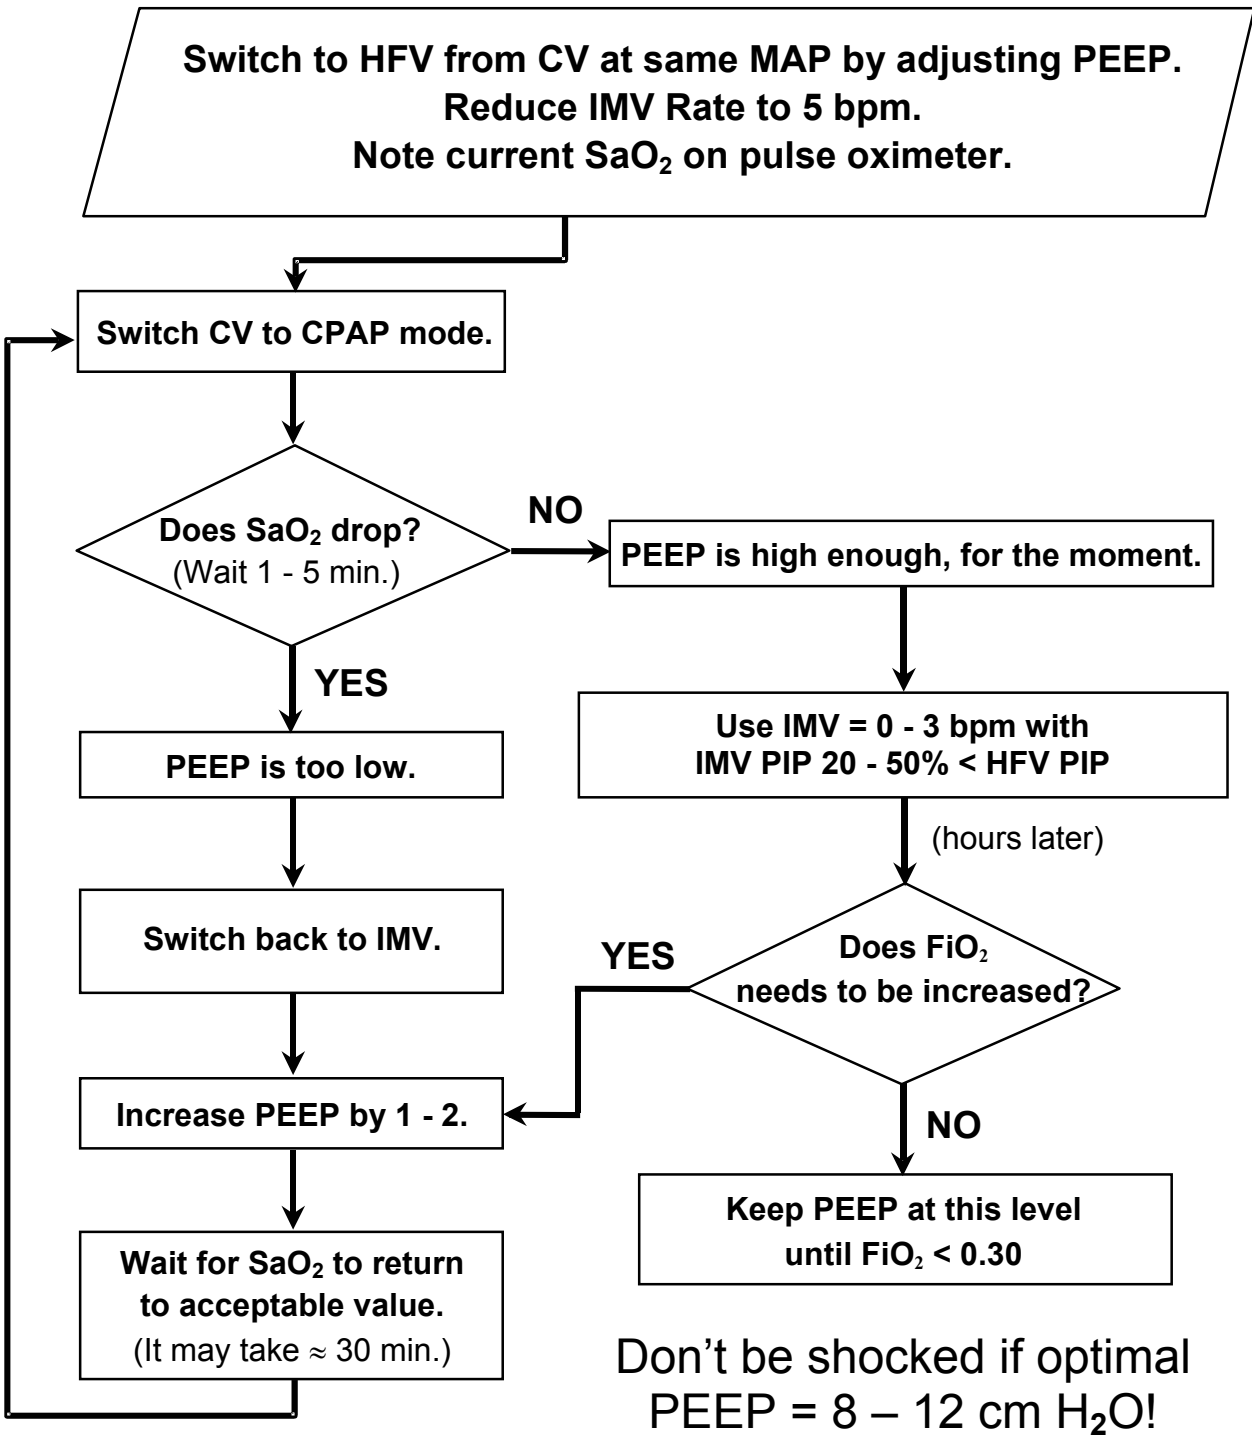 Switch to HFV from CV at same MAP by adjusting PEEP.
Reduce IMV Rate to 5 bpm.
Note current SaO₂ on pulse oximeter.
Switch CV to CPAP mode.
Does SaO₂ drop?
(Wait 1 - 5 min.)
NO
PEEP is high enough, for the moment.
YES
PEEP is too low.
Use IMV = 0 - 3 bpm with
IMV PIP 20 - 50% < HFV PIP
(hours later)
Switch back to IMV.
Does FiO₂
needs to be increased?
YES
Increase PEEP by 1 - 2.
NO
Keep PEEP at this level
until FiO₂ < 0.30
Wait for SaO₂ to return
to acceptable value.
(It may take ≈ 30 min.)
Don’t be shocked if optimal
PEEP = 8 – 12 cm H₂O!